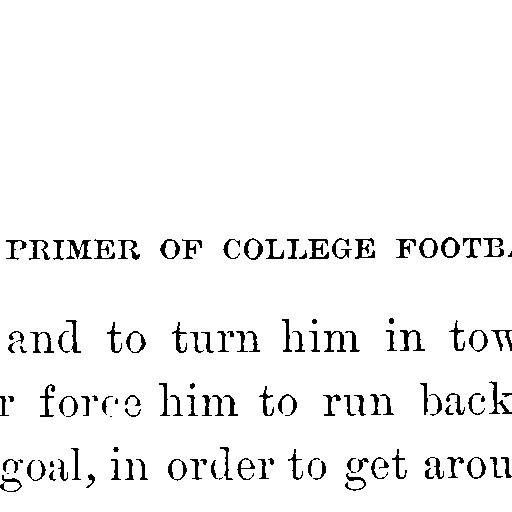 PRIMER OF COLLEGE FOOTBA
and to turn him in tow
r force him to run back
goal, in order to get arou